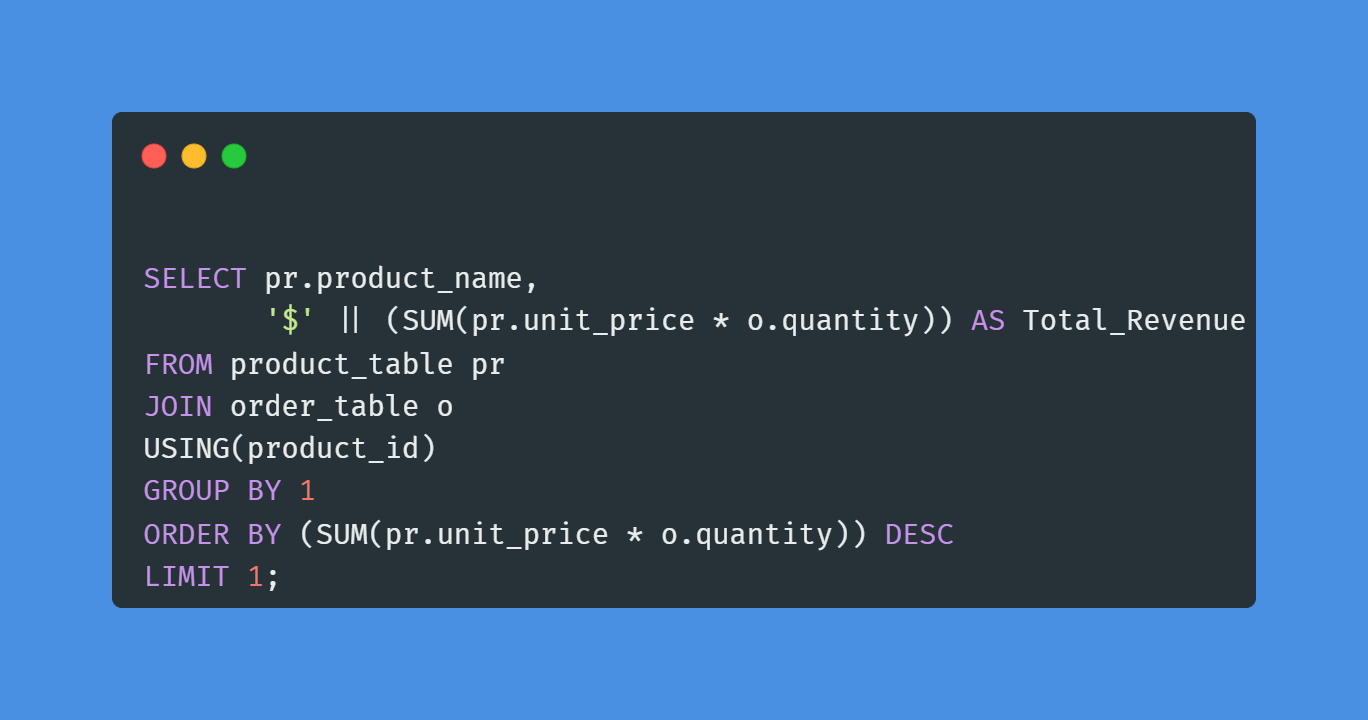 SELECT pr.product_name,
       '$' || (SUM(pr.unit_price * o.quantity)) AS Total_Revenue
FROM product_table pr
JOIN order_table o
USING(product_id)
GROUP BY 1
ORDER BY (SUM(pr.unit_price * o.quantity)) DESC
LIMIT 1;